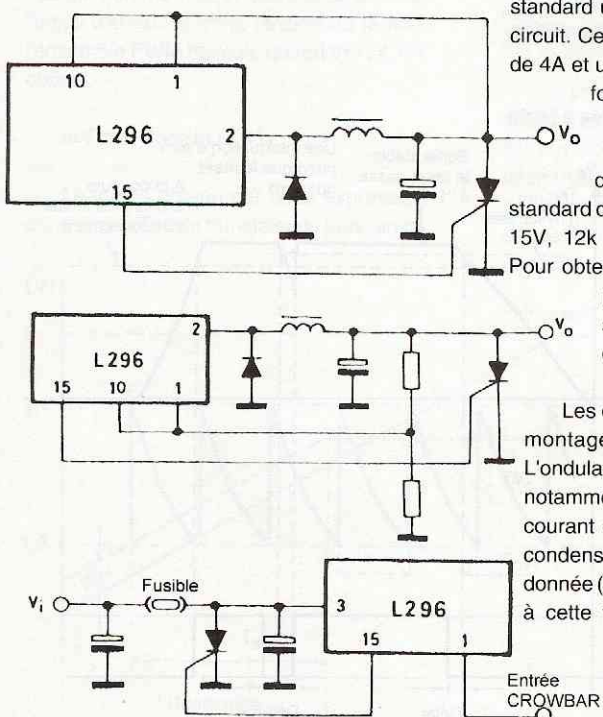 10 1
L296
2
15
Vo
standard u
circuit. Ce
de 4A et u
fo
d
standard d
15V, 12k
Pour obte
2
L296
15 10 1
Vo
Les c
montage
L'ondula
notamme
courant
condens
donnée (
à cette
Vi
Fusible
3
L296
15 1
Entrée
CROWBAR